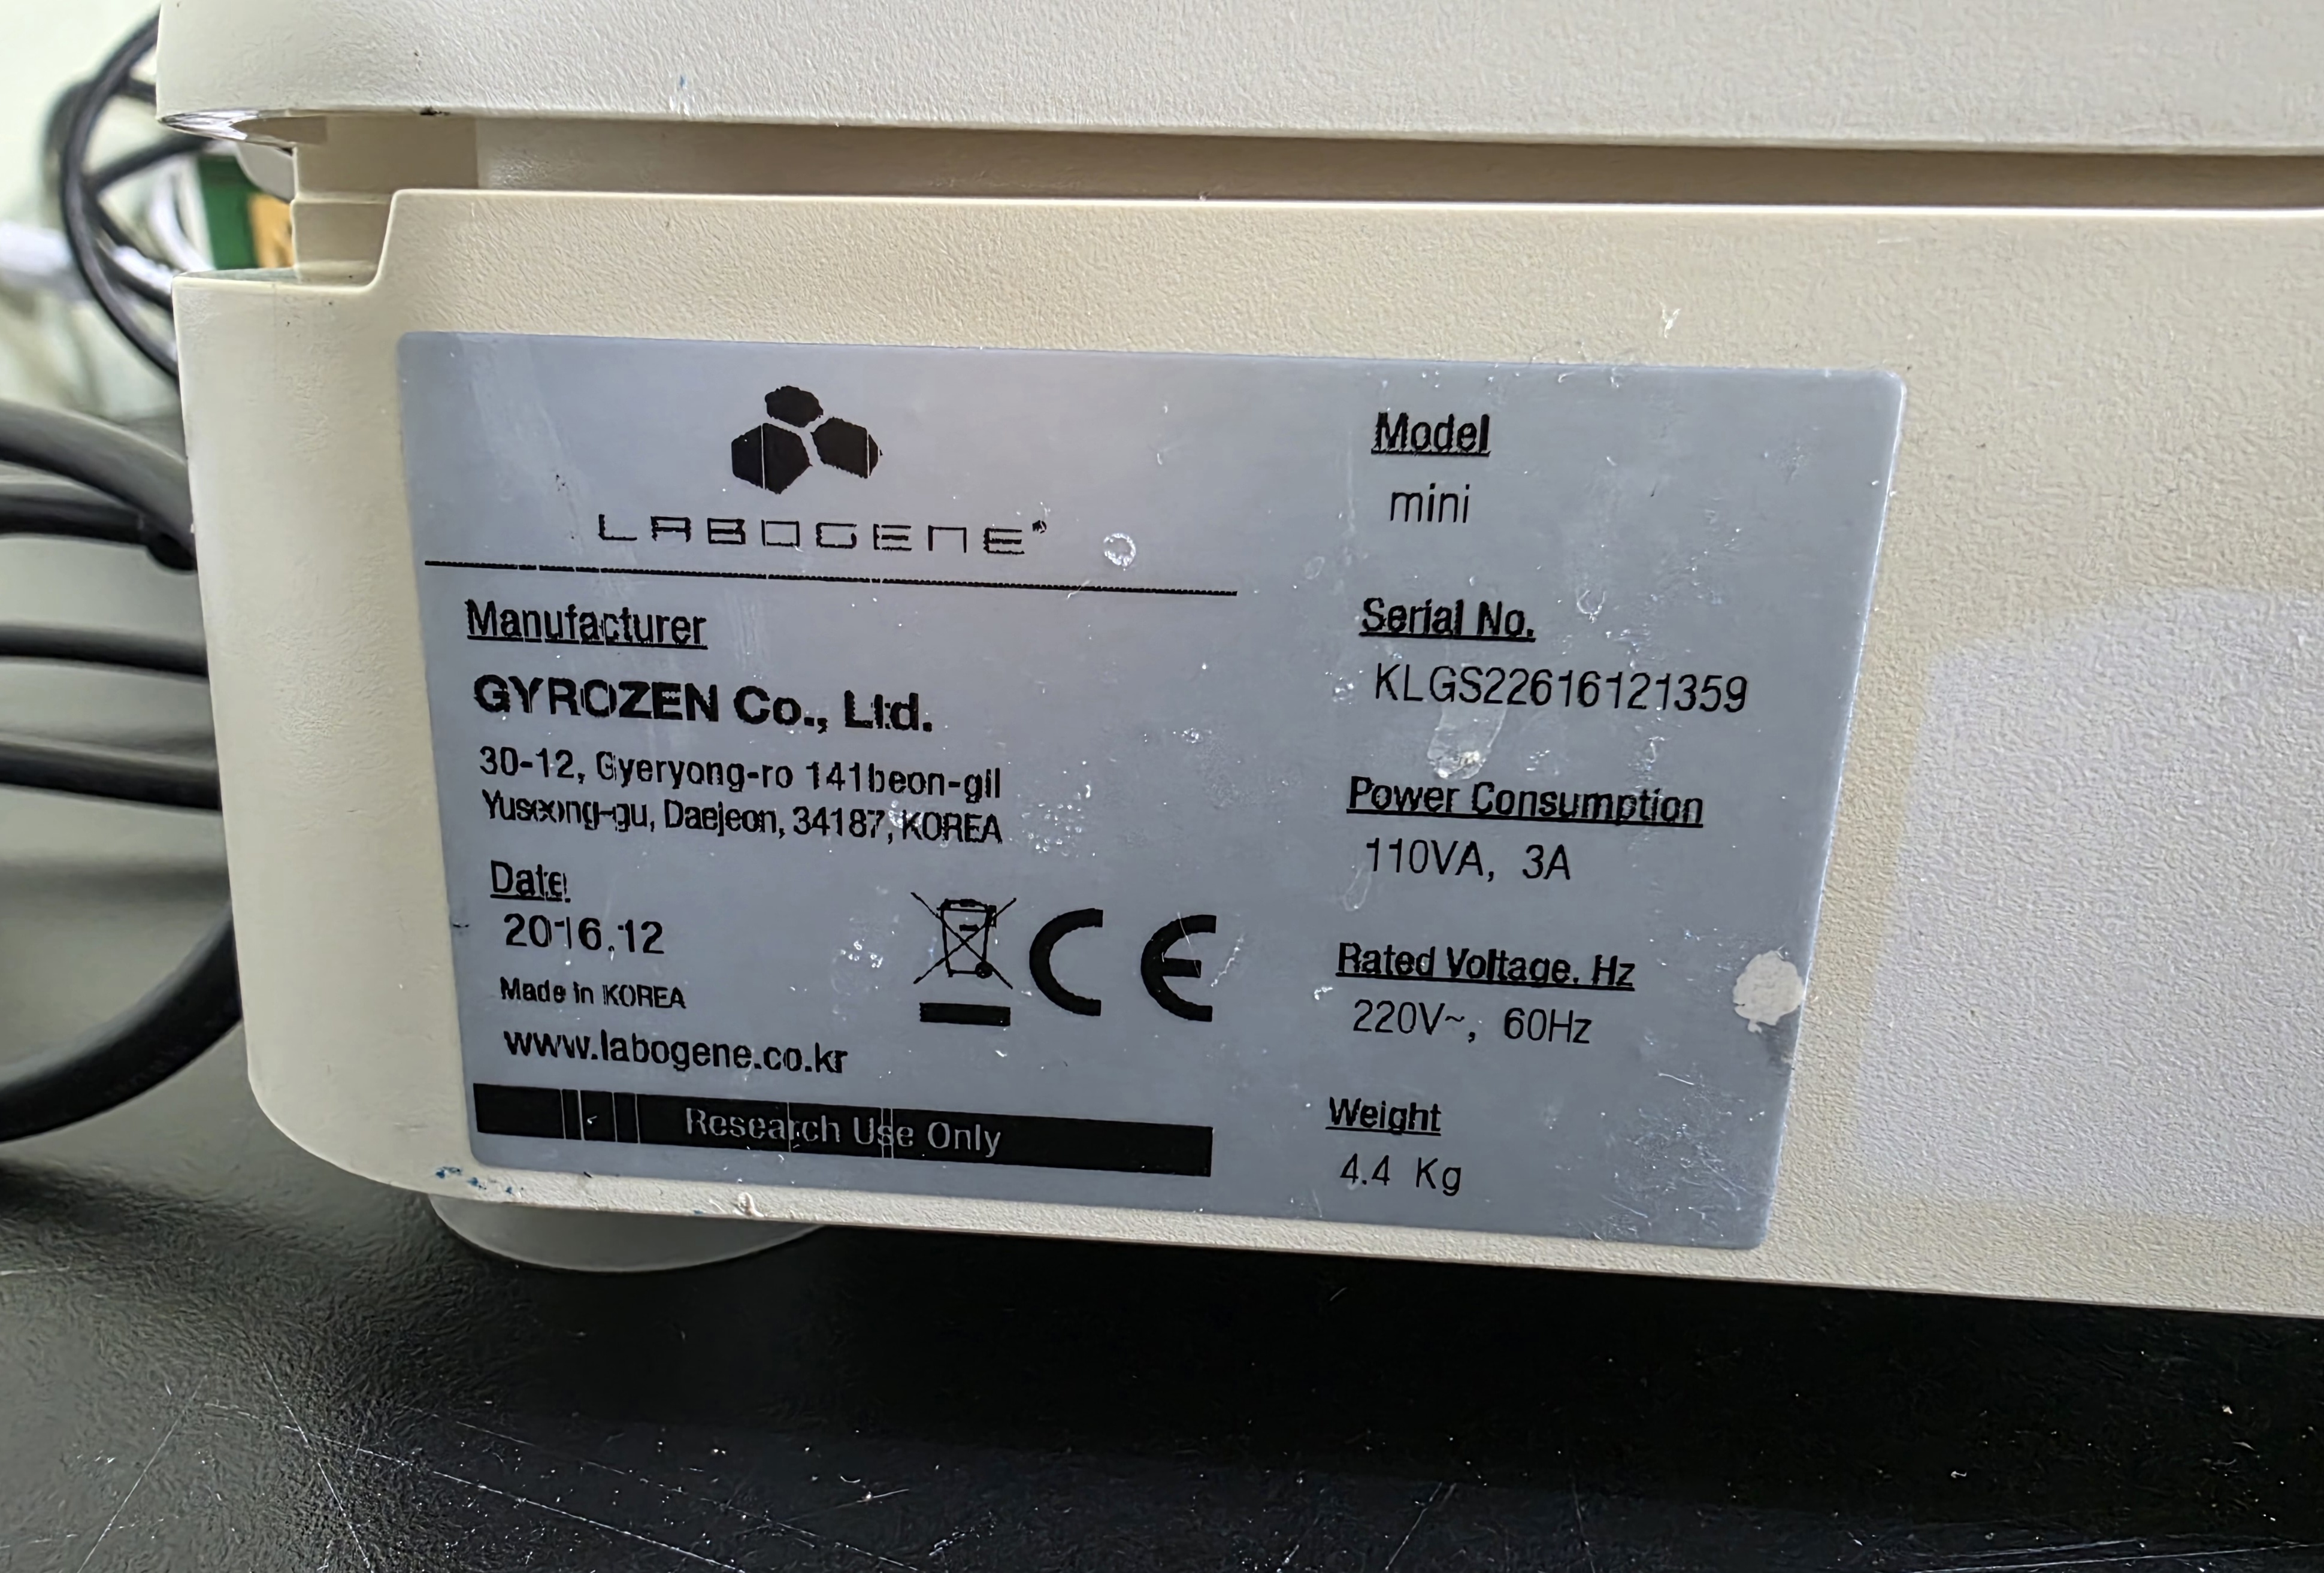 LABOGENE
Manufacturer
GYROZEN Co., Ltd.
30-12, Gyeryong-ro 141beon-gil
Yuseong-gu, Daejeon, 34187, KOREA
Date
2016.12
Made in KOREA
www.labogene.co.kr
CE
Research Use Only
Model
mini
Serial No.
KLGS22616121359
Power Consumption
110VA, 3A
Rated Voltage. Hz
220V~, 60Hz
Weight
4.4 Kg